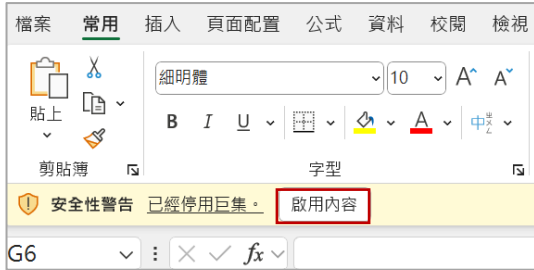 檔案 常用 插入 頁面配置 公式 資料 校閱 檢視
細明體 10 A^ Aˇ
貼上
B I U A 中
剪貼簿 字型
安全性警告 已經停用巨集。 啟用內容
G6 fx